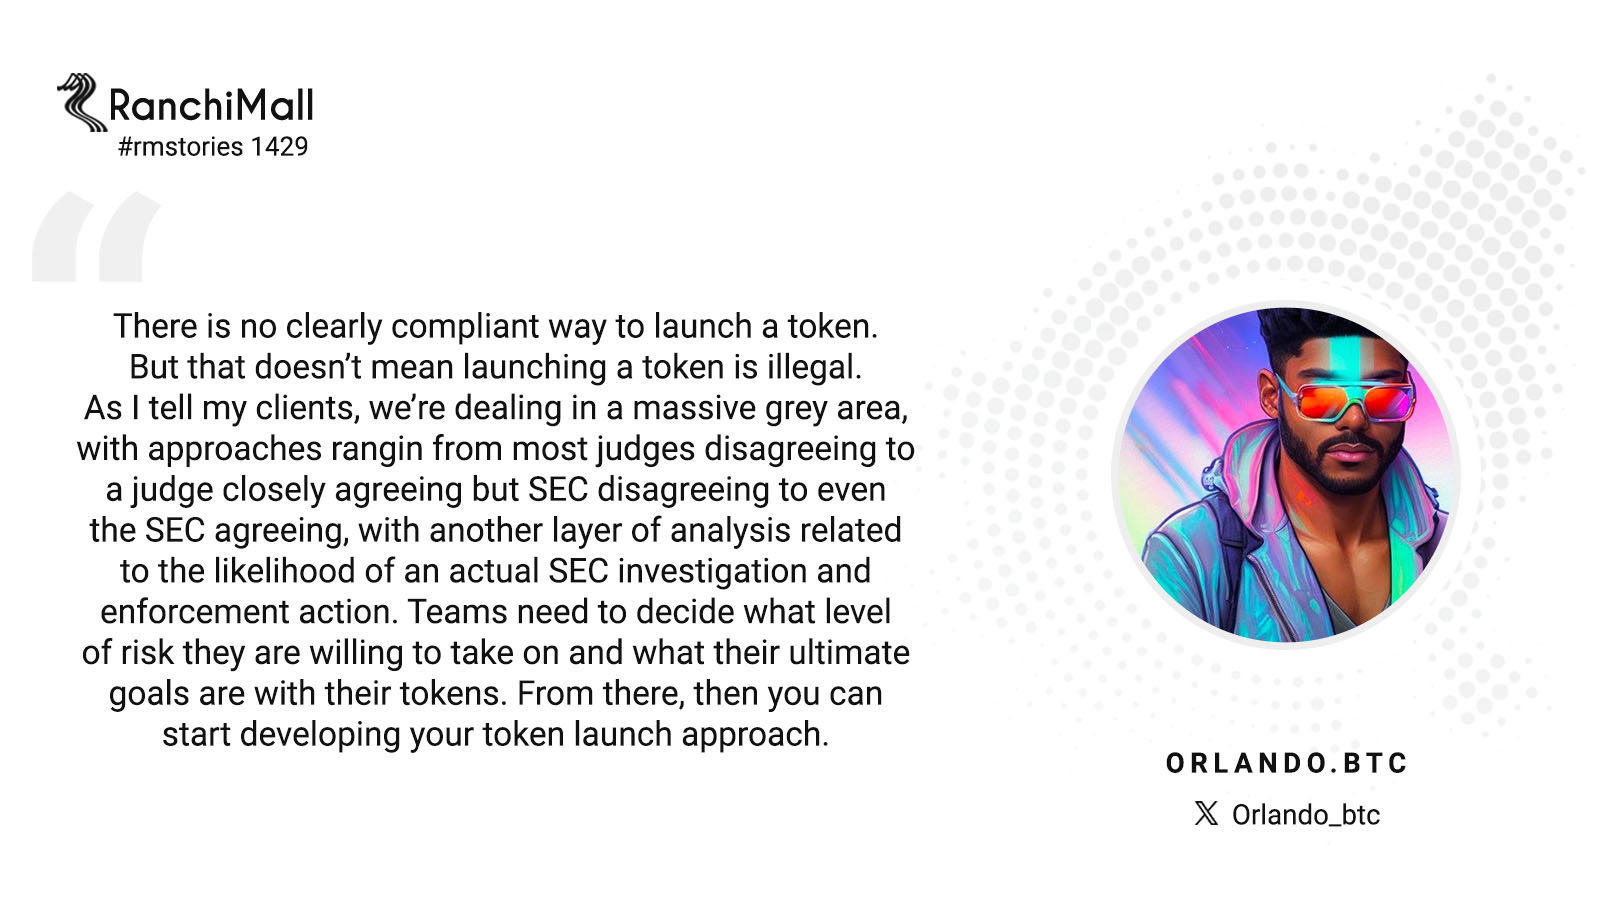 RanchiMall
#rmstories 1429
There is no clearly compliant way to launch a token.
But that doesn’t mean launching a token is illegal.
As I tell my clients, we’re dealing in a massive grey area,
with approaches rangin from most judges disagreeing to
a judge closely agreeing but SEC disagreeing to even
the SEC agreeing, with another layer of analysis related
to the likelihood of an actual SEC investigation and
enforcement action. Teams need to decide what level
of risk they are willing to take on and what their ultimate
goals are with their tokens. From there, then you can
start developing your token launch approach.
ORLANDO.BTC
X Orlando_btc